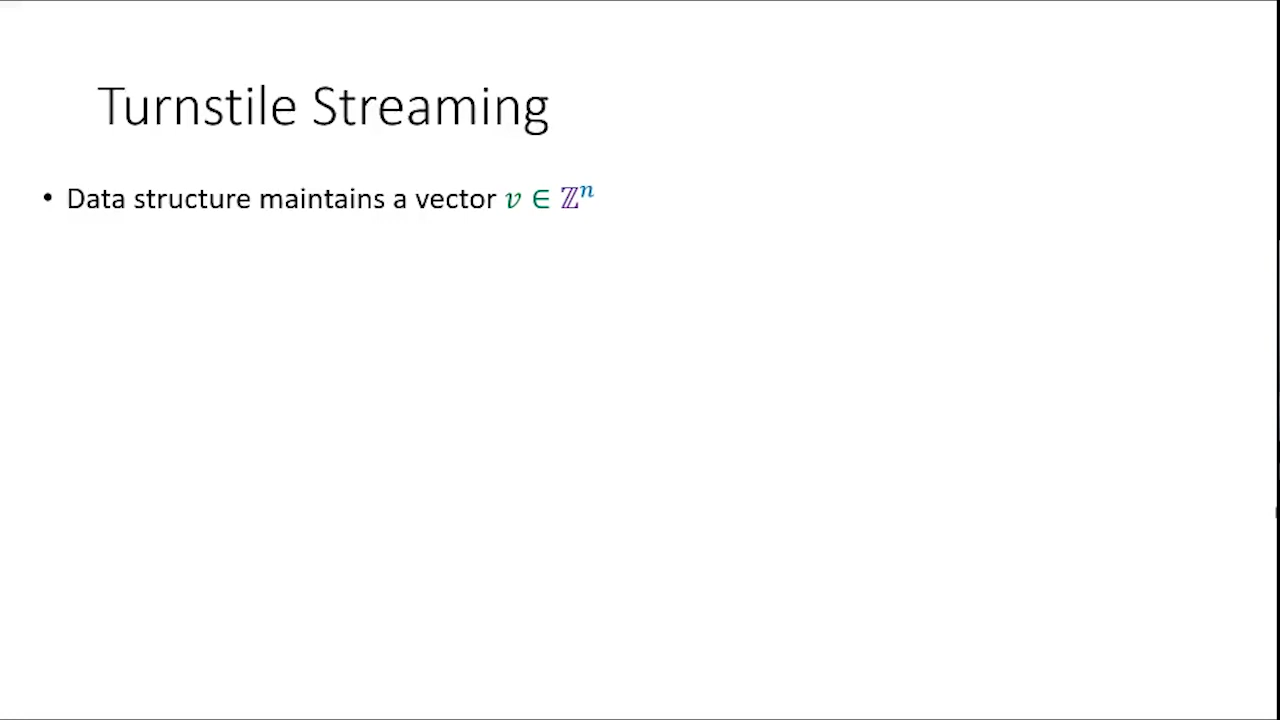 Turnstile Streaming
• Data structure maintains a vector v ∈ ℤⁿ